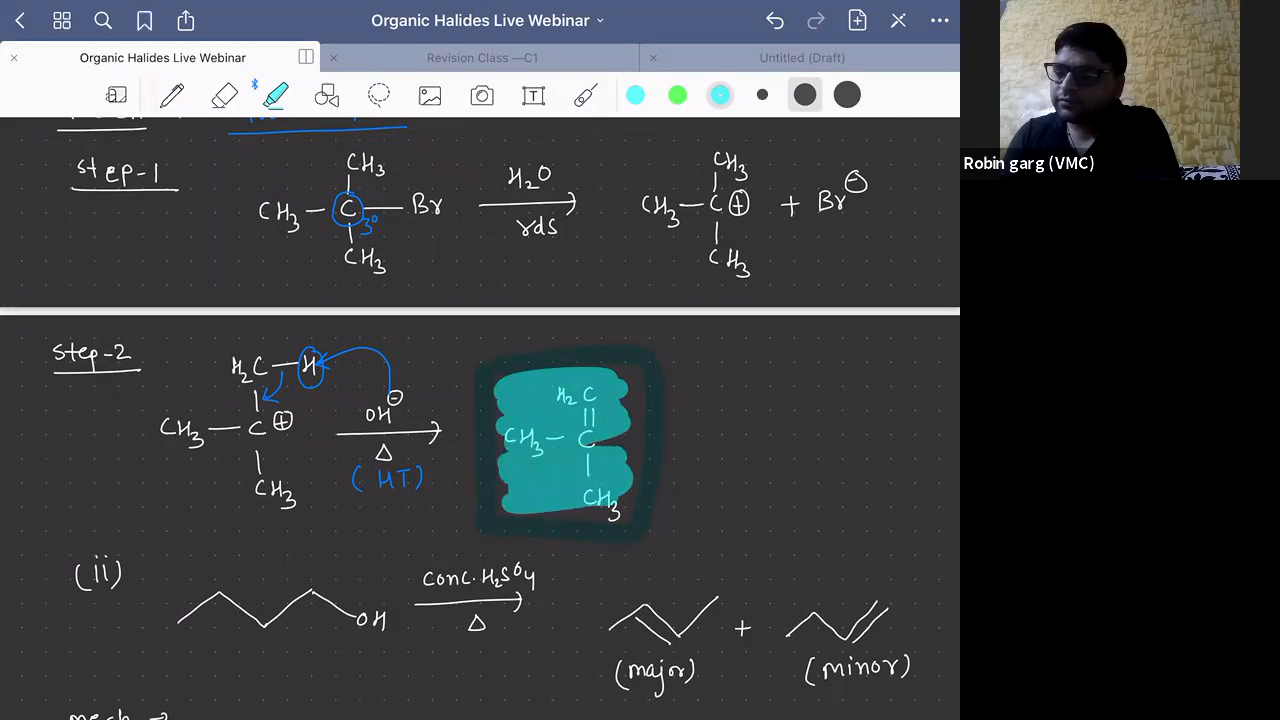 Organic Halides Live Webinar
Organic Halides Live Webinar
Revision Class —C1
Untitled (Draft)
Robin garg (VMC)
Step-1
CH3
CH3 – C – Br
3°
CH3
H2O
rds
CH3
CH3 – C ⊕ + Br ⊖
CH3
Step-2
H2C – H
CH3 – C ⊕
CH3
OH ⊖
Δ
( HT )
H2C
||
CH3 – C
CH3
(ii)
OH
Conc. H2SO4
Δ
+
(major)
(minor)